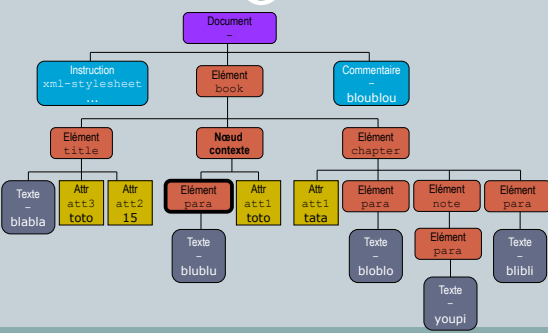 Document
–
Instruction
xml-stylesheet
...
Elément
book
Commentaire
–
bloublou
Elément
title
Nœud
contexte
Elément
chapter
Texte
–
blabla
Attr
att3
toto
Attr
att2
15
Elément
para
Attr
att1
toto
Attr
att1
tata
Elément
para
Elément
note
Elément
para
Texte
–
blublu
Texte
–
bloblo
Elément
para
Texte
–
blibli
Texte
–
youpi